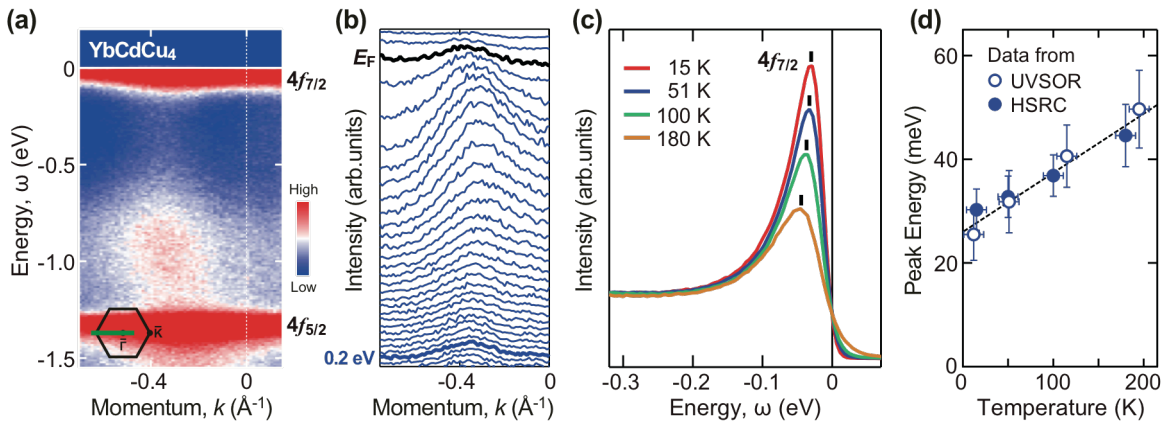 (a)
YbCdCu₄
0
-0.5
-1.0
-1.5
Energy, ω (eV)
4f₇/₂
4f₅/₂
High
Low
Γ̄
K̄
-0.4
0
Momentum, k (Å⁻¹)
(b)
E_F
0.2 eV
Intensity (arb.units)
-0.4
0
Momentum, k (Å⁻¹)
(c)
4f₇/₂
15 K
51 K
100 K
180 K
Intensity (arb.units)
-0.3
-0.2
-0.1
0
Energy, ω (eV)
(d)
60
40
20
0
Peak Energy (meV)
Data from
UVSOR
HSRC
0
50
100
150
200
Temperature (K)